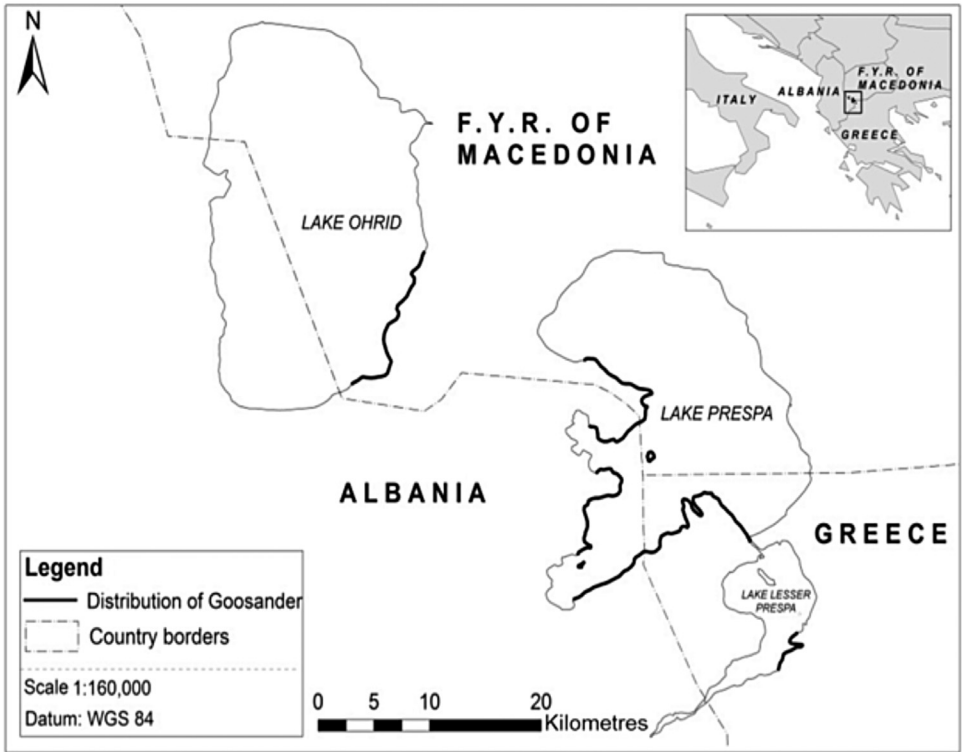 N
F.Y.R. OF
MACEDONIA
LAKE OHRID
F.Y.R. OF
MACEDONIA
ALBANIA
ITALY
GREECE
LAKE PRESPA
ALBANIA
GREECE
LAKE LESSER
PRESPA
Legend
Distribution of Goosander
Country borders
Scale 1:160,000
Datum: WGS 84
0 5 10 20
Kilometres